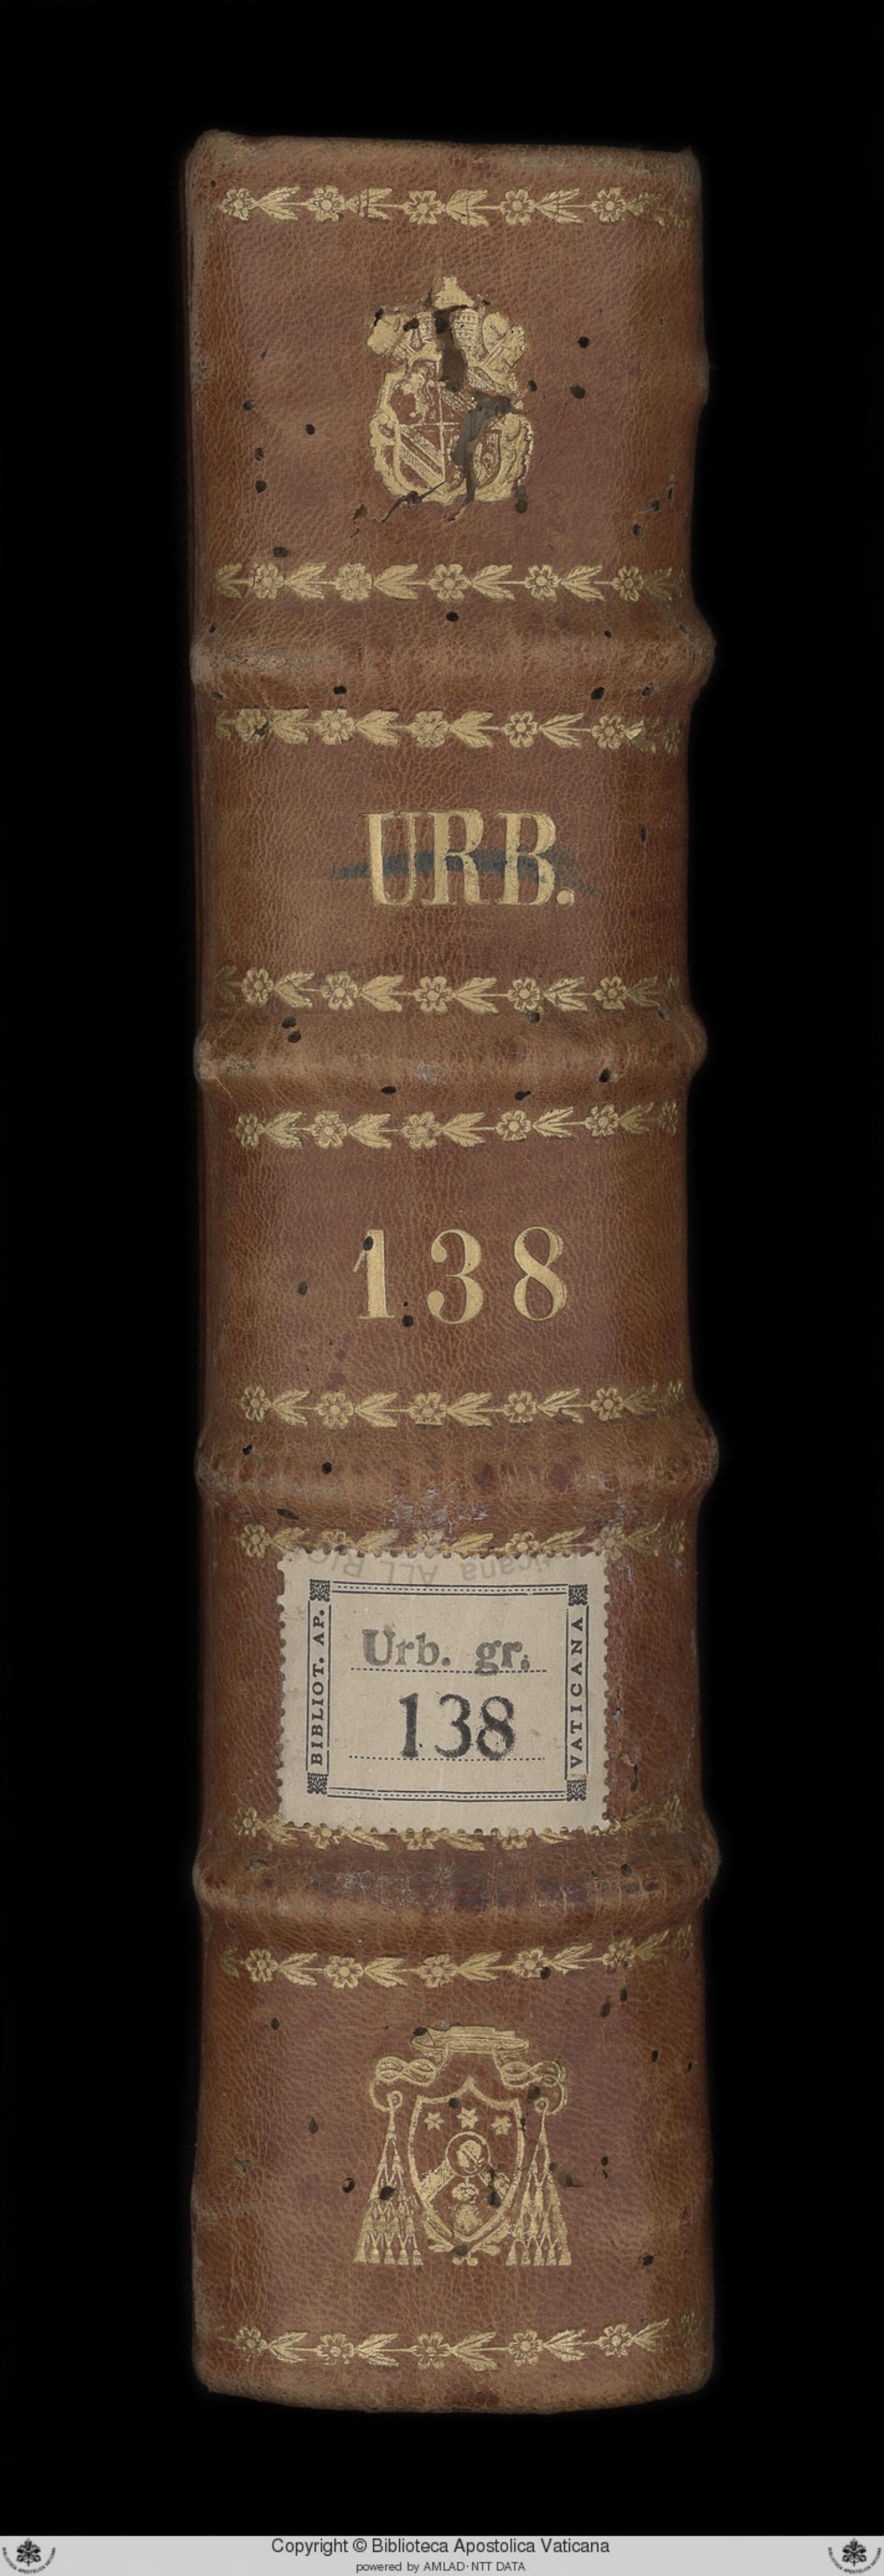 URB.
138
BIBLIOT. AP.
Urb. gr.
138
VATICANA
Copyright © Biblioteca Apostolica Vaticana
powered by AMLAD·NTT DATA